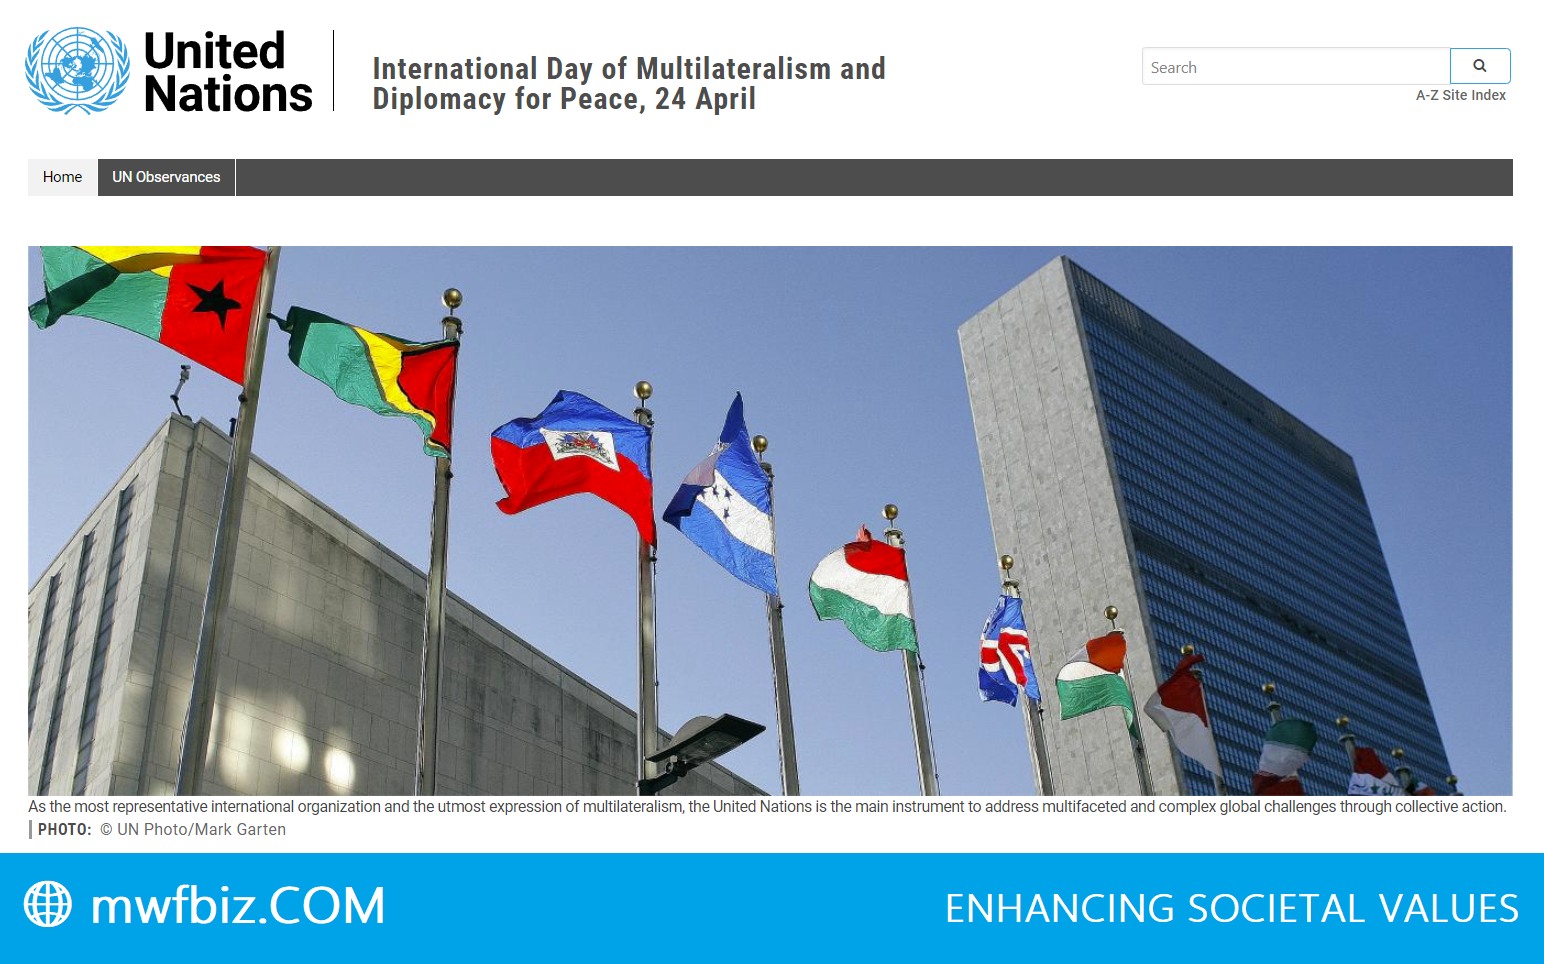 United
Nations
International Day of Multilateralism and
Diplomacy for Peace, 24 April
Search
A-Z Site Index
Home
UN Observances
As the most representative international organization and the utmost expression of multilateralism, the United Nations is the main instrument to address multifaceted and complex global challenges through collective action.
PHOTO: © UN Photo/Mark Garten
mwfbiz.COM
ENHANCING SOCIETAL VALUES